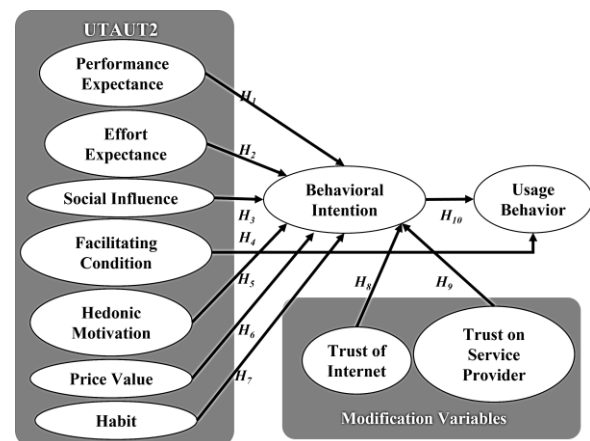 UTAUT2
Performance
Expectance
H1
Effort
Expectance
H2
Social Influence
H3
Behavioral
Intention
H10
Usage
Behavior
Facilitating
Condition
H4
Hedonic
Motivation
H5
Price Value
H6
Habit
H7
H8
H9
Trust of
Internet
Trust on
Service
Provider
Modification Variables